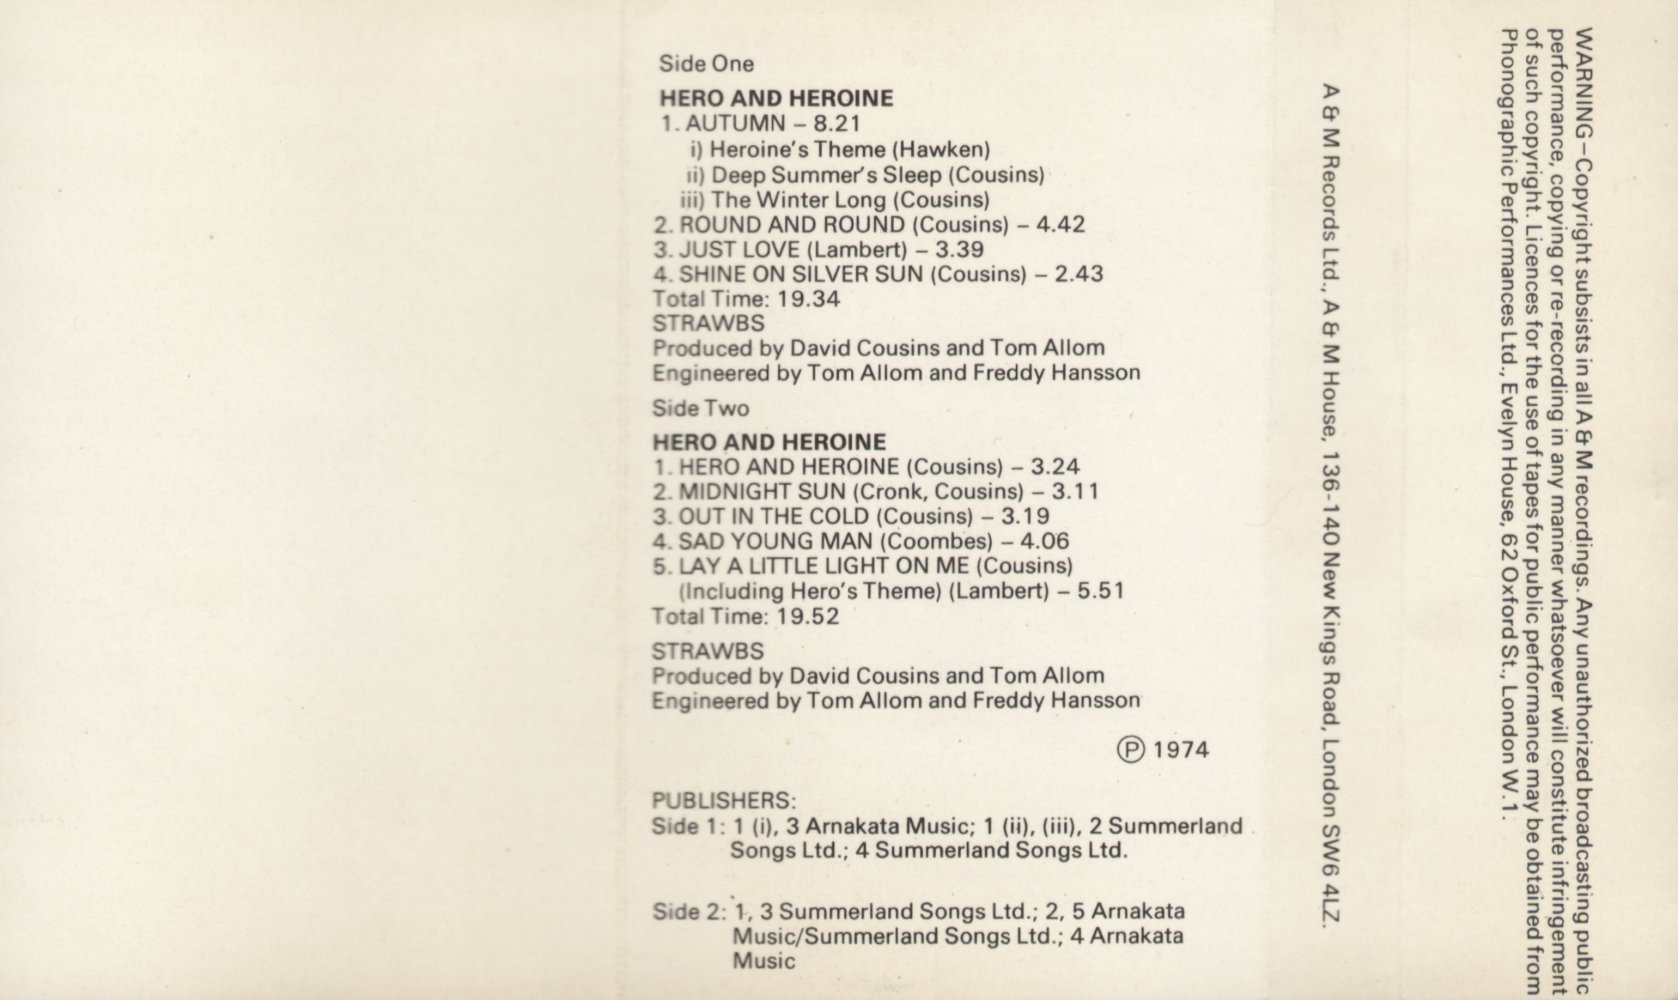 Side One
HERO AND HEROINE
1. AUTUMN – 8.21
i) Heroine's Theme (Hawken)
ii) Deep Summer's Sleep (Cousins)
iii) The Winter Long (Cousins)
2. ROUND AND ROUND (Cousins) – 4.42
3. JUST LOVE (Lambert) – 3.39
4. SHINE ON SILVER SUN (Cousins) – 2.43
Total Time: 19.34
STRAWBS
Produced by David Cousins and Tom Allom
Engineered by Tom Allom and Freddy Hansson
Side Two
HERO AND HEROINE
1. HERO AND HEROINE (Cousins) – 3.24
2. MIDNIGHT SUN (Cronk, Cousins) – 3.11
3. OUT IN THE COLD (Cousins) – 3.19
4. SAD YOUNG MAN (Coombes) – 4.06
5. LAY A LITTLE LIGHT ON ME (Cousins)
(Including Hero's Theme) (Lambert) – 5.51
Total Time: 19.52
STRAWBS
Produced by David Cousins and Tom Allom
Engineered by Tom Allom and Freddy Hansson
Ⓟ 1974
PUBLISHERS:
Side 1: 1 (i), 3 Arnakata Music; 1 (ii), (iii), 2 Summerland
Songs Ltd.; 4 Summerland Songs Ltd.
Side 2: 1, 3 Summerland Songs Ltd.; 2, 5 Arnakata
Music/Summerland Songs Ltd.; 4 Arnakata
Music
A & M Records Ltd., A & M House, 136-140 New Kings Road, London SW6 4LZ.
WARNING–Copyright subsists in all A & M recordings. Any unauthorized broadcasting public
performance, copying or re-recording in any manner whatsoever will constitute infringement
of such copyright. Licences for the use of tapes for public performance may be obtained from
Phonographic Performances Ltd., Evelyn House, 62 Oxford St., London W.1.